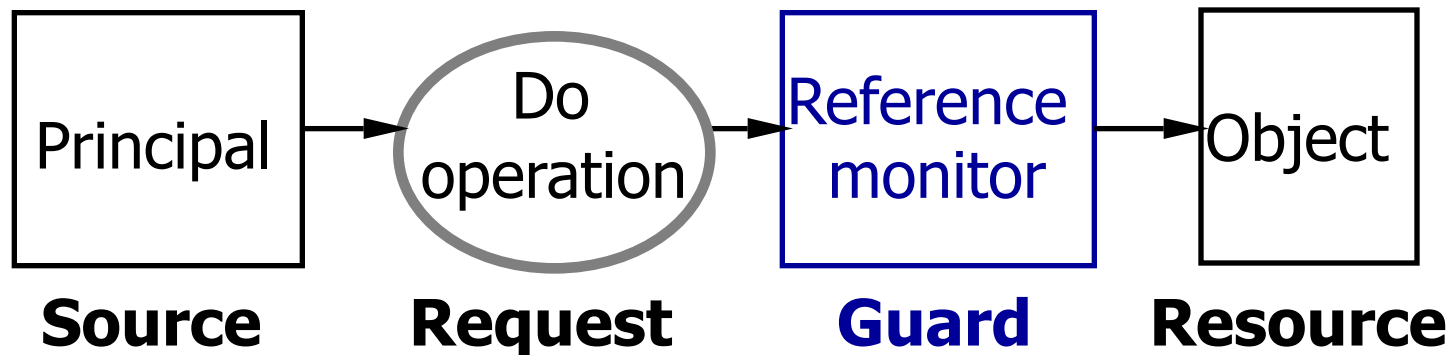 Principal
Do
operation
Reference
monitor
Object
Source
Request
Guard
Resource